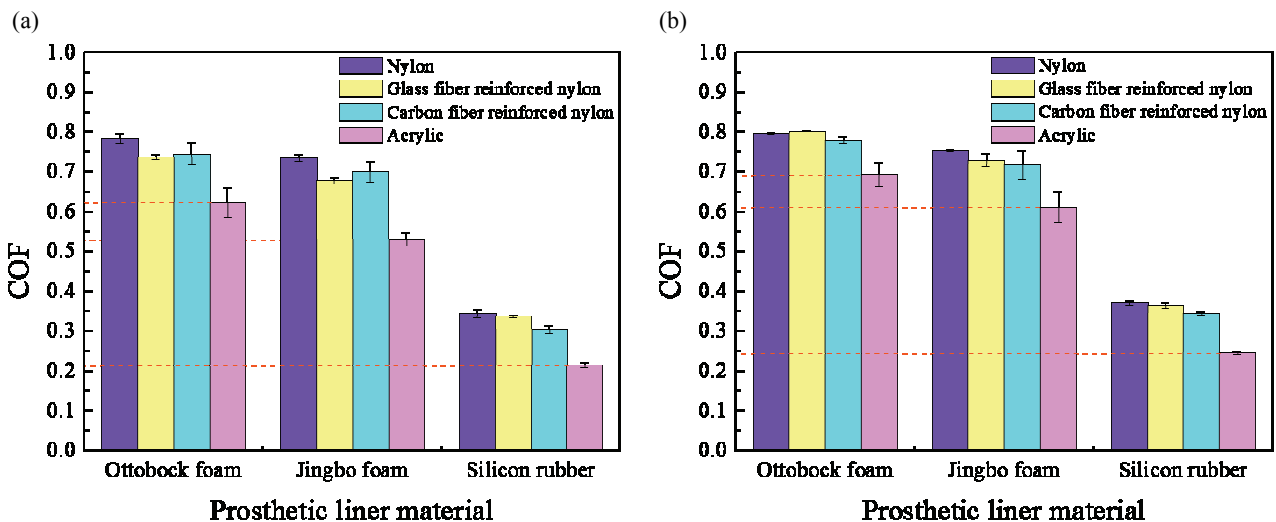 (a)
1.0
0.9
0.8
0.7
0.6
0.5
0.4
0.3
0.2
0.1
0.0
COF
Nylon
Glass fiber reinforced nylon
Carbon fiber reinforced nylon
Acrylic
Ottobock foam
Jingbo foam
Silicon rubber
Prosthetic liner material
(b)
1.0
0.9
0.8
0.7
0.6
0.5
0.4
0.3
0.2
0.1
0.0
COF
Nylon
Glass fiber reinforced nylon
Carbon fiber reinforced nylon
Acrylic
Ottobock foam
Jingbo foam
Silicon rubber
Prosthetic liner material